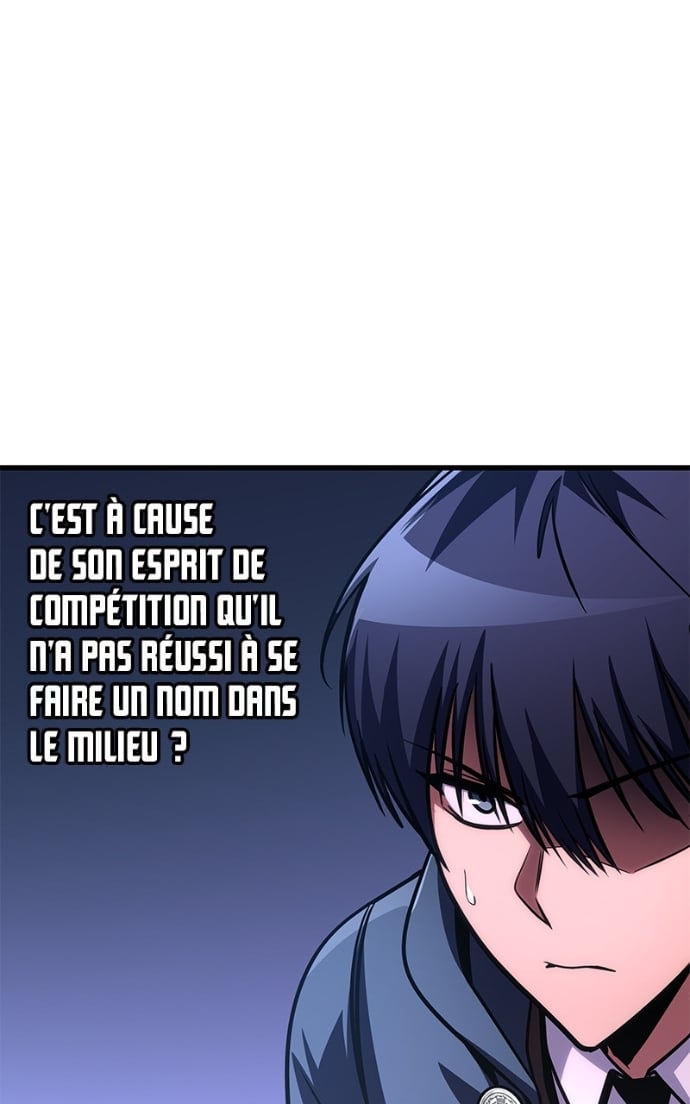 C'EST À CAUSE
DE SON ESPRIT DE
COMPÉTITION QU'IL
N'A PAS RÉUSSI À SE
FAIRE UN NOM DANS
LE MILIEU ?